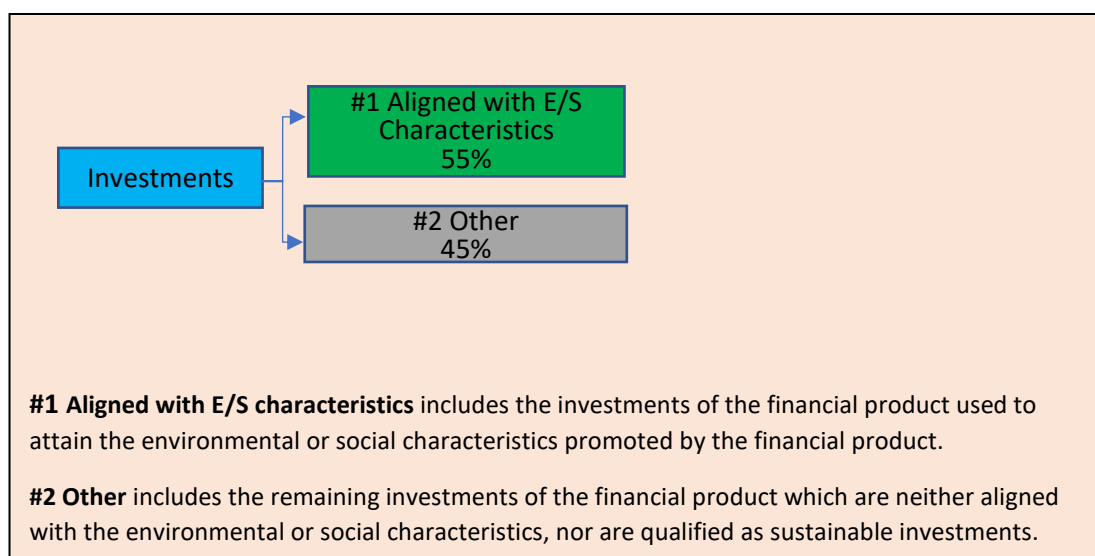 #1 Aligned with E/S
Characteristics
55%
Investments
#2 Other
45%
#1 Aligned with E/S characteristics includes the investments of the financial product used to
attain the environmental or social characteristics promoted by the financial product.
#2 Other includes the remaining investments of the financial product which are neither aligned
with the environmental or social characteristics, nor are qualified as sustainable investments.